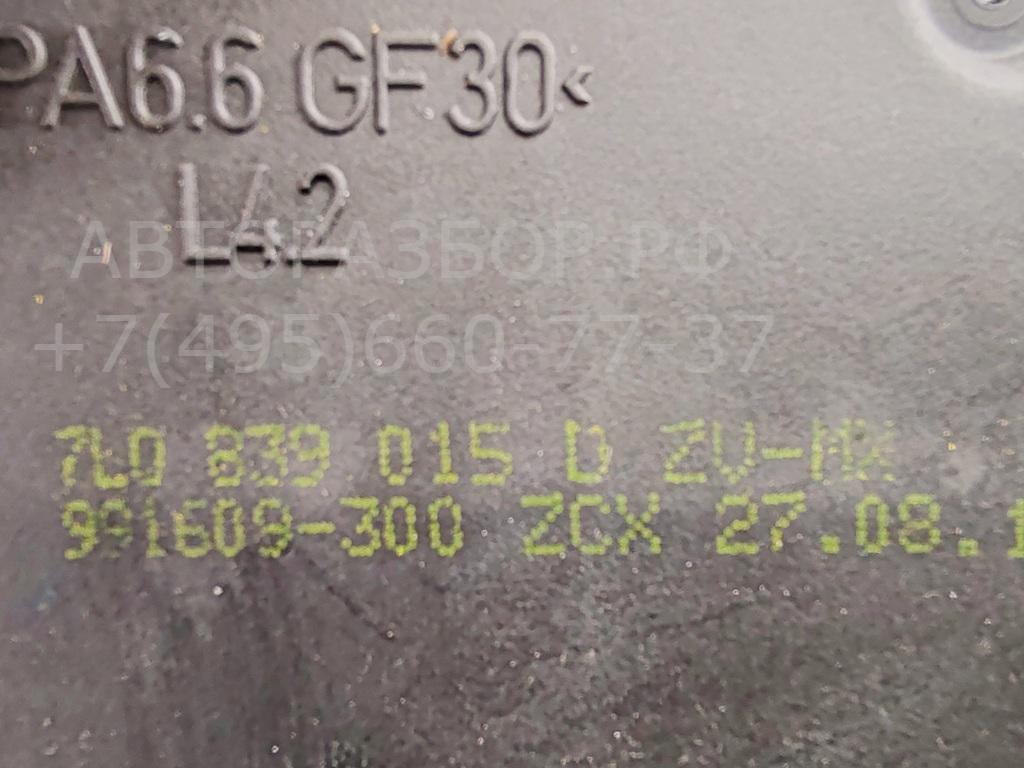 PA6.6 GF30<
L4.2
АВТОРАЗБОР.РФ
+7(495)660-77-37
7L0 839 015 D ZV-MX
991609-300 ZCX 27.08.1